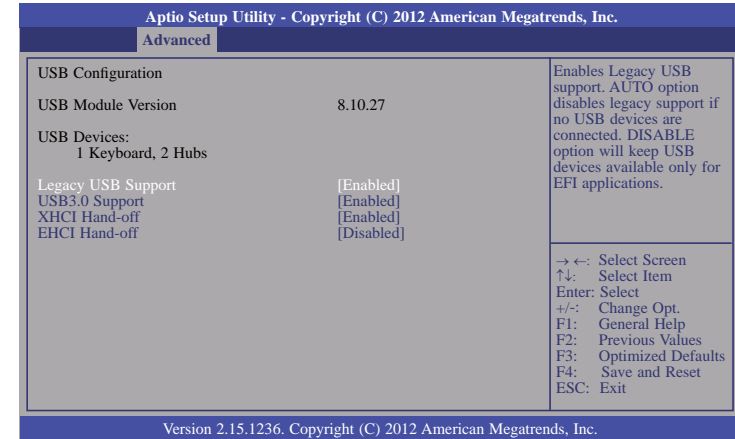 Aptio Setup Utility - Copyright (C) 2012 American Megatrends, Inc.
Advanced
USB Configuration
USB Module Version 8.10.27
USB Devices:
1 Keyboard, 2 Hubs
Legacy USB Support [Enabled]
USB3.0 Support [Enabled]
XHCI Hand-off [Enabled]
EHCI Hand-off [Disabled]
Enables Legacy USB
support. AUTO option
disables legacy support if
no USB devices are
connected. DISABLE
option will keep USB
devices available only for
EFI applications.
→ ←: Select Screen
↑↓: Select Item
Enter: Select
+/-: Change Opt.
F1: General Help
F2: Previous Values
F3: Optimized Defaults
F4: Save and Reset
ESC: Exit
Version 2.15.1236. Copyright (C) 2012 American Megatrends, Inc.